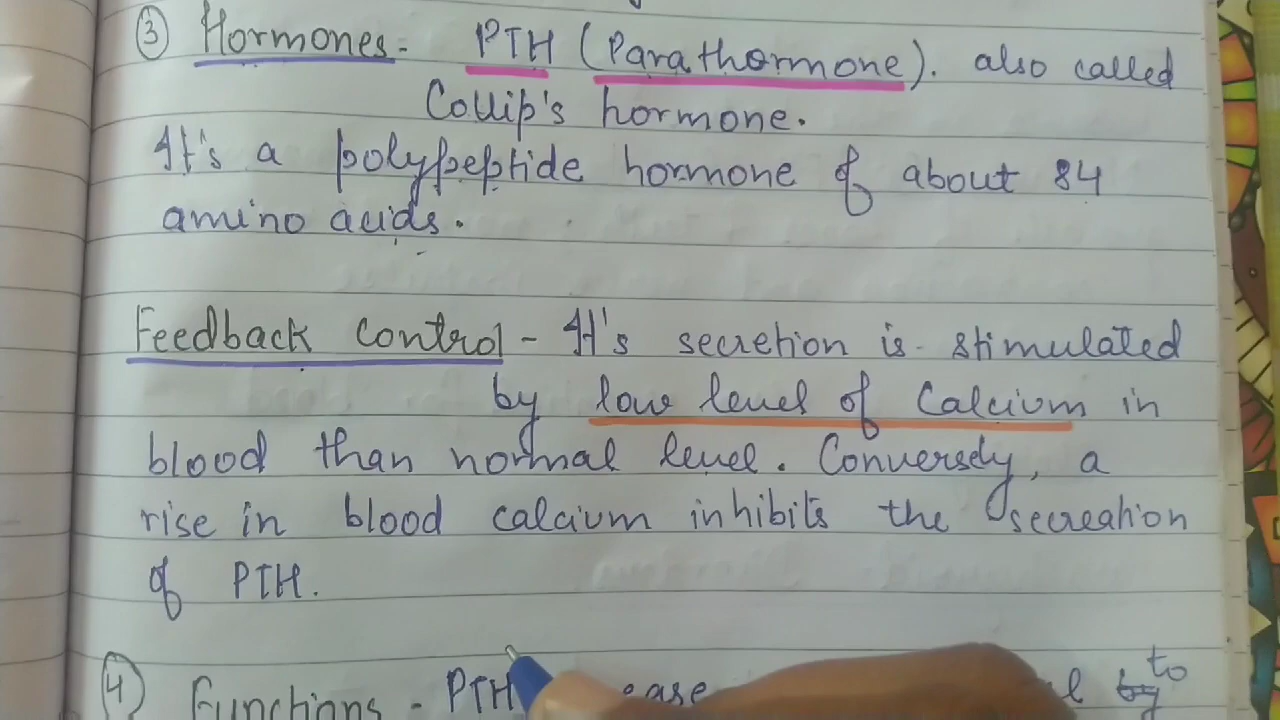 ③ Hormones - PTH (Parathormone). also called
Collip's hormone.
It's a polypeptide hormone of about 84
amino acids.
Feedback control - It's secretion is stimulated
by low level of Calcium in
blood than normal level. Conversely, a
rise in blood calcium inhibits the secreation
of PTH.
④ Functions - PTH to